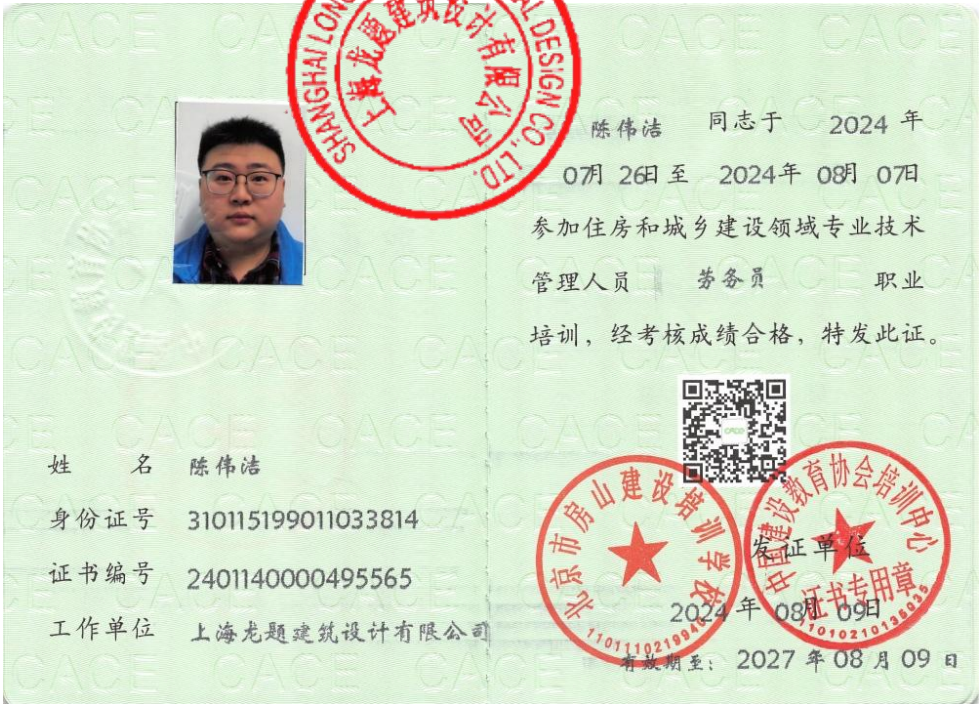 SHANGHAI LONG
AL DESIGN CO., LTD.
上海龙题建筑设计有限公司
陈伟洁 同志于 2024 年
07月 26日 至 2024年 08月 07日
参加住房和城乡建设领域专业技术
管理人员 劳务员 职业
培训，经考核成绩合格，特发此证。
CACE
姓 名 陈伟洁
身份证号 310115199011033814
证书编号 2401140000495565
工作单位 上海龙题建筑设计有限公司
北京市房山建设培训学校
中国建设教育协会培训中心
证书专用章
发证单位
2024 年 08月 09日
有效期至： 2027 年 08 月 09 日